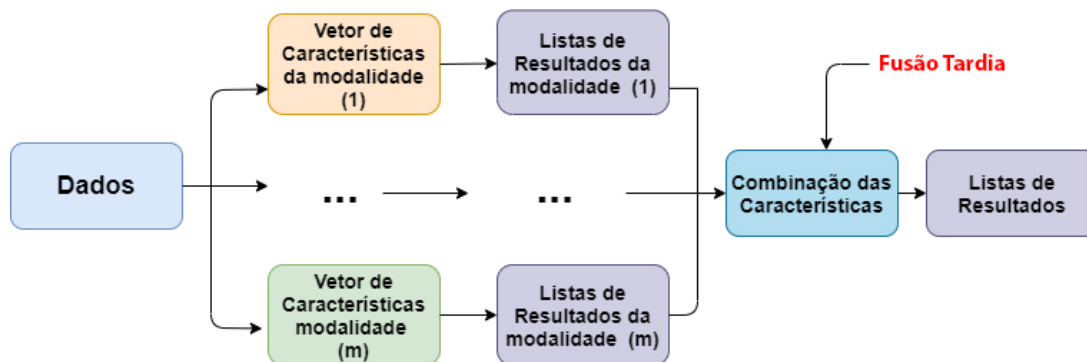 Vetor de
Características
da modalidade
(1)
Listas de
Resultados da
modalidade (1)
Fusão Tardia
Dados
...
...
Combinação das
Características
Listas de
Resultados
Vetor de
Características
modalidade
(m)
Listas de
Resultados da
modalidade (m)